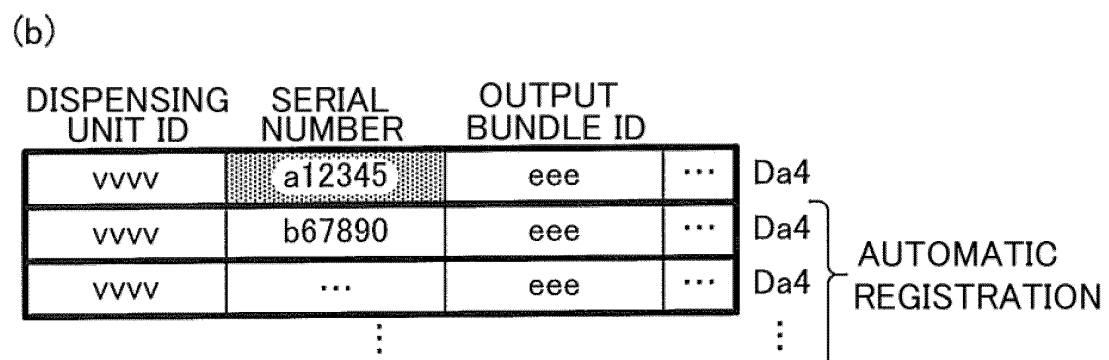 (b)
DISPENSING UNIT ID SERIAL NUMBER OUTPUT BUNDLE ID
vvvv a12345 eee ... Da4
vvvv b67890 eee ... Da4
vvvv ... eee ... Da4
AUTOMATIC
REGISTRATION